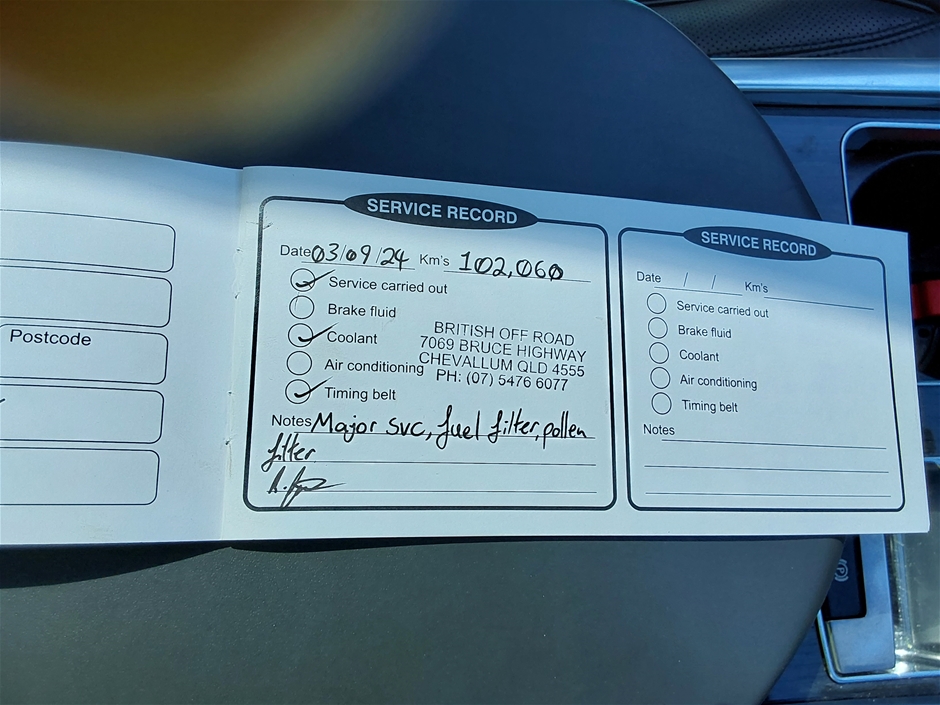 Postcode
SERVICE RECORD
Date 03/09/24 Km's 102,060
Service carried out
Brake fluid
Coolant
Air conditioning
Timing belt
BRITISH OFF ROAD
7069 BRUCE HIGHWAY
CHEVALLUM QLD 4555
PH: (07) 5476 6077
Notes Major svc, fuel filter, pollen
filter
SERVICE RECORD
Date / / Km's
Service carried out
Brake fluid
Coolant
Air conditioning
Timing belt
Notes
P